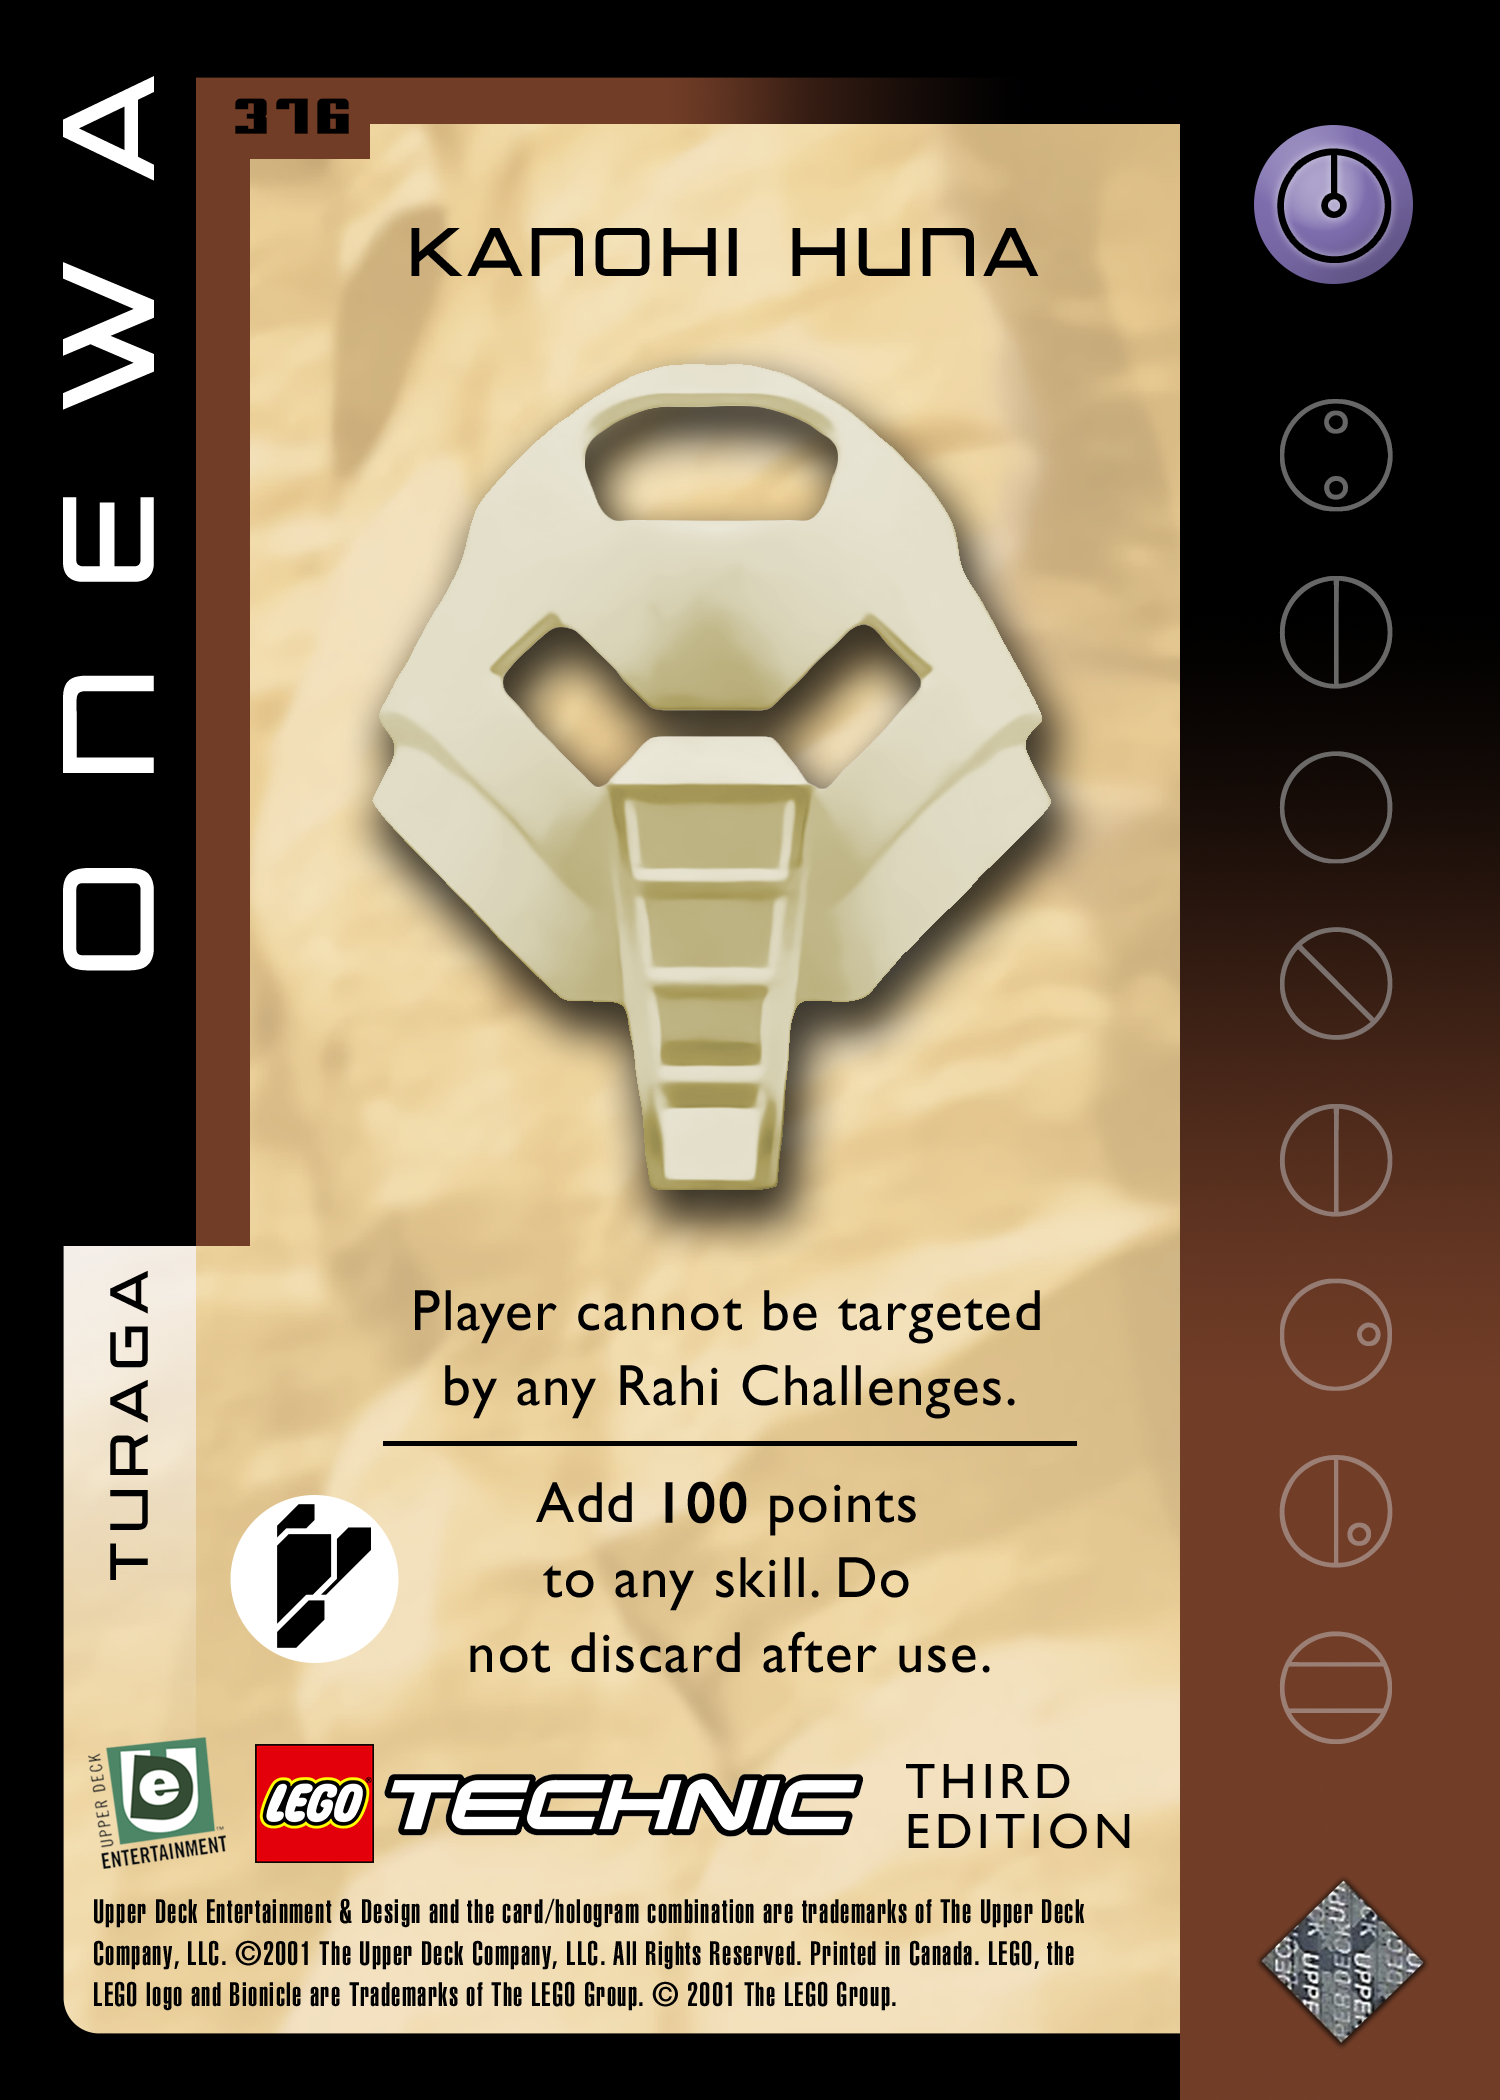 376
ONEWA
KANOHI HUNA
Player cannot be targeted
by any Rahi Challenges.
TURAGA
Add 100 points
to any skill. Do
not discard after use.
UPPER DECK
e
ENTERTAINMENT
™
LEGO TECHNIC
THIRD
EDITION
Upper Deck Entertainment & Design and the card/hologram combination are trademarks of The Upper Deck
Company, LLC. ©2001 The Upper Deck Company, LLC. All Rights Reserved. Printed in Canada. LEGO, the
LEGO logo and Bionicle are Trademarks of The LEGO Group. © 2001 The LEGO Group.